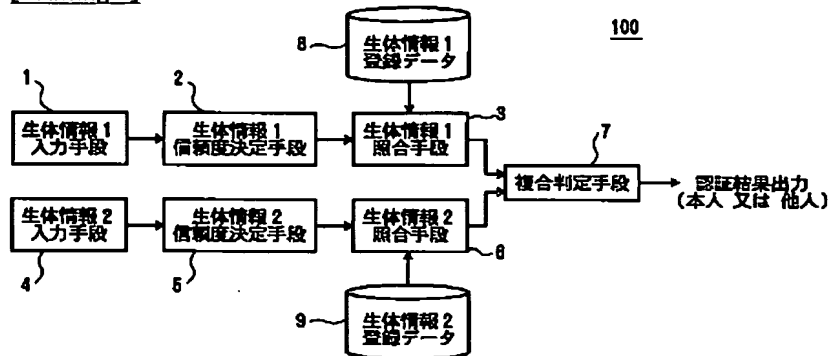 100
8
生体情報1
登録データ
1
2
3
生体情報1
入力手段
生体情報1
信頼度決定手段
生体情報1
照合手段
7
複合判定手段
認証結果出力
(本人 又は 他人)
生体情報2
入力手段
生体情報2
信頼度決定手段
生体情報2
照合手段
4
5
6
9
生体情報2
登録データ